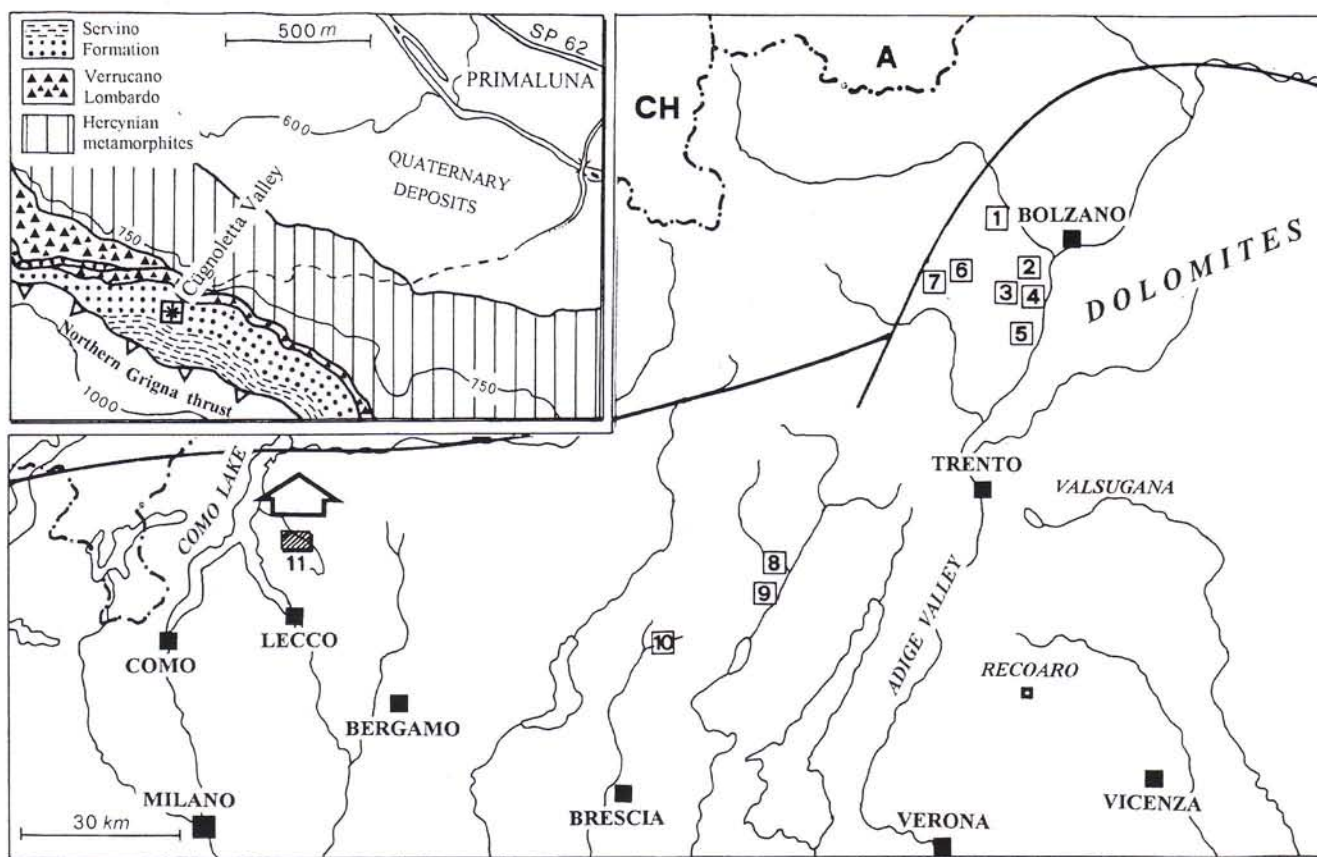 Servino
Formation
Verrucano
Lombardo
Hercynian
metamorphites
500 m
SP 62
PRIMALUNA
600
QUATERNARY
DEPOSITS
Cügnoletta Valley
750
750
Northern Grigna thrust
1000
CH
A
1
BOLZANO
2
3
4
5
6
7
DOLOMITES
TRENTO
VALSUGANA
COMO LAKE
11
8
9
10
ADIGE VALLEY
LECCO
COMO
BERGAMO
RECOARO
MILANO
30 km
BRESCIA
VERONA
VICENZA